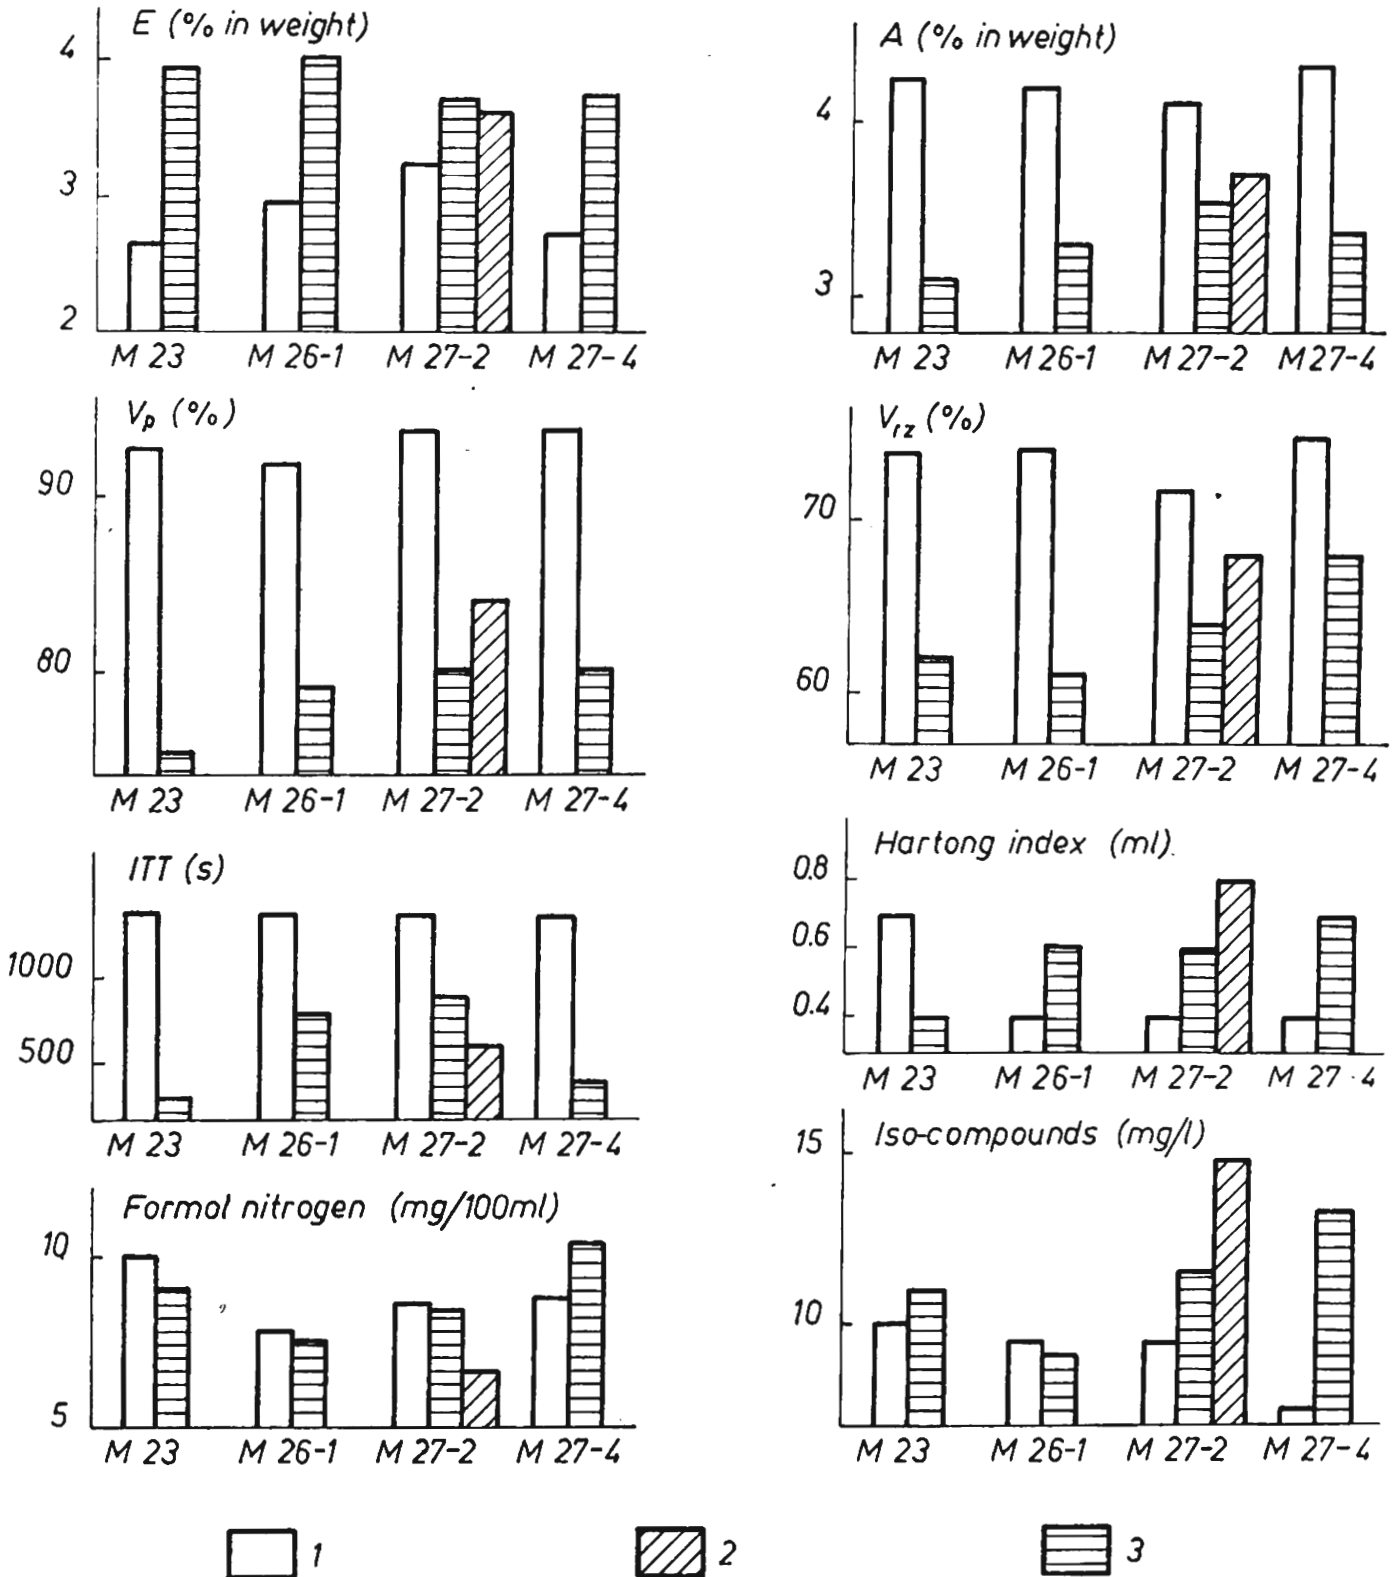 E (% in weight)
4
3
2
M 23 M 26-1 M 27-2 M 27-4
A (% in weight)
4
3
M 23 M26-1 M27-2 M27-4
Vp (%)
90
80
M 23 M 26-1 M 27-2 M 27-4
Vrz (%)
70
60
M 23 M 26-1 M 27-2 M 27-4
ITT (s)
1000
500
M 23 M 26-1 M 27-2 M 27-4
Hartong index (ml).
0.8
0.6
0.4
M 23 M 26-1 M 27-2 M 27·4
Formol nitrogen (mg/100ml)
10
5
M 23 M 26-1 M 27-2 M 27-4
Iso-compounds (mg/l)
15
10
M 23 M 26-1 M 27-2 M 27-4
1 2 3